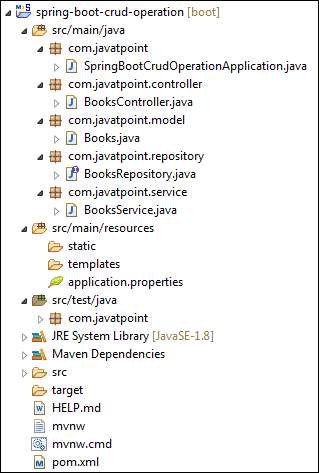 spring-boot-crud-operation [boot]
src/main/java
com.javatpoint
SpringBootCrudOperationApplication.java
com.javatpoint.controller
BooksController.java
com.javatpoint.model
Books.java
com.javatpoint.repository
BooksRepository.java
com.javatpoint.service
BooksService.java
src/main/resources
static
templates
application.properties
src/test/java
com.javatpoint
JRE System Library [JavaSE-1.8]
Maven Dependencies
src
target
HELP.md
mvnw
mvnw.cmd
pom.xml